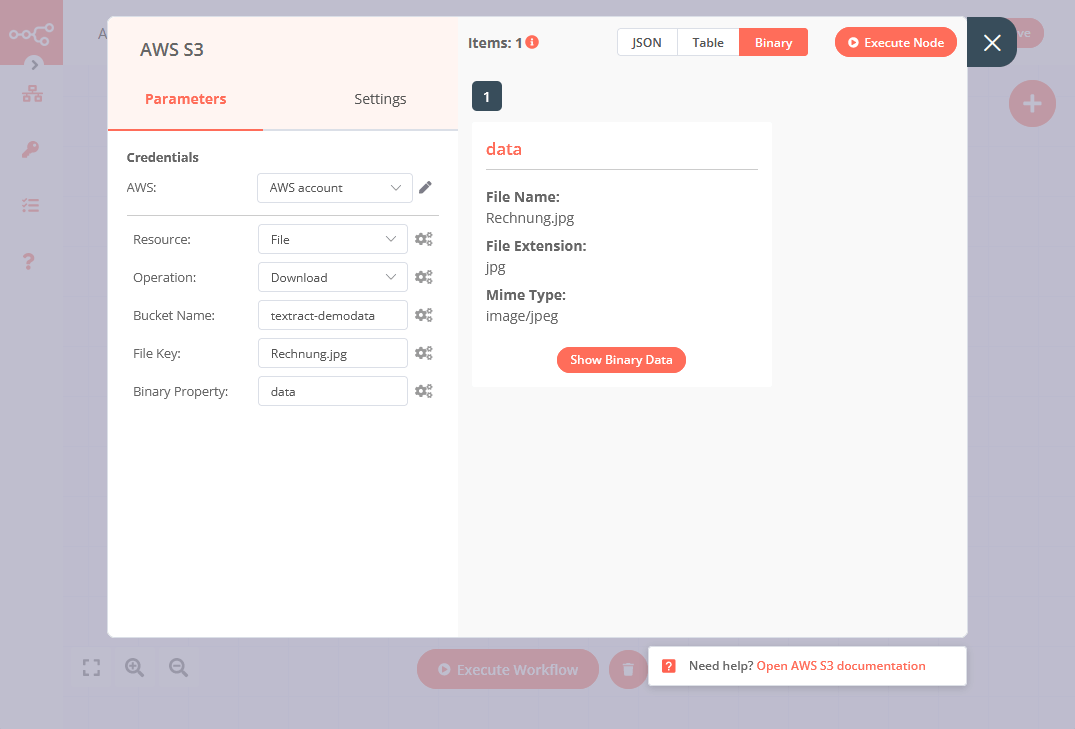 AWS S3
Parameters
Settings
Credentials
AWS:
AWS account
Resource:
File
Operation:
Download
Bucket Name:
textract-demodata
File Key:
Rechnung.jpg
Binary Property:
data
Items: 1
JSON
Table
Binary
Execute Node
1
data
File Name:
Rechnung.jpg
File Extension:
jpg
Mime Type:
image/jpeg
Show Binary Data
Execute Workflow
Need help? Open AWS S3 documentation